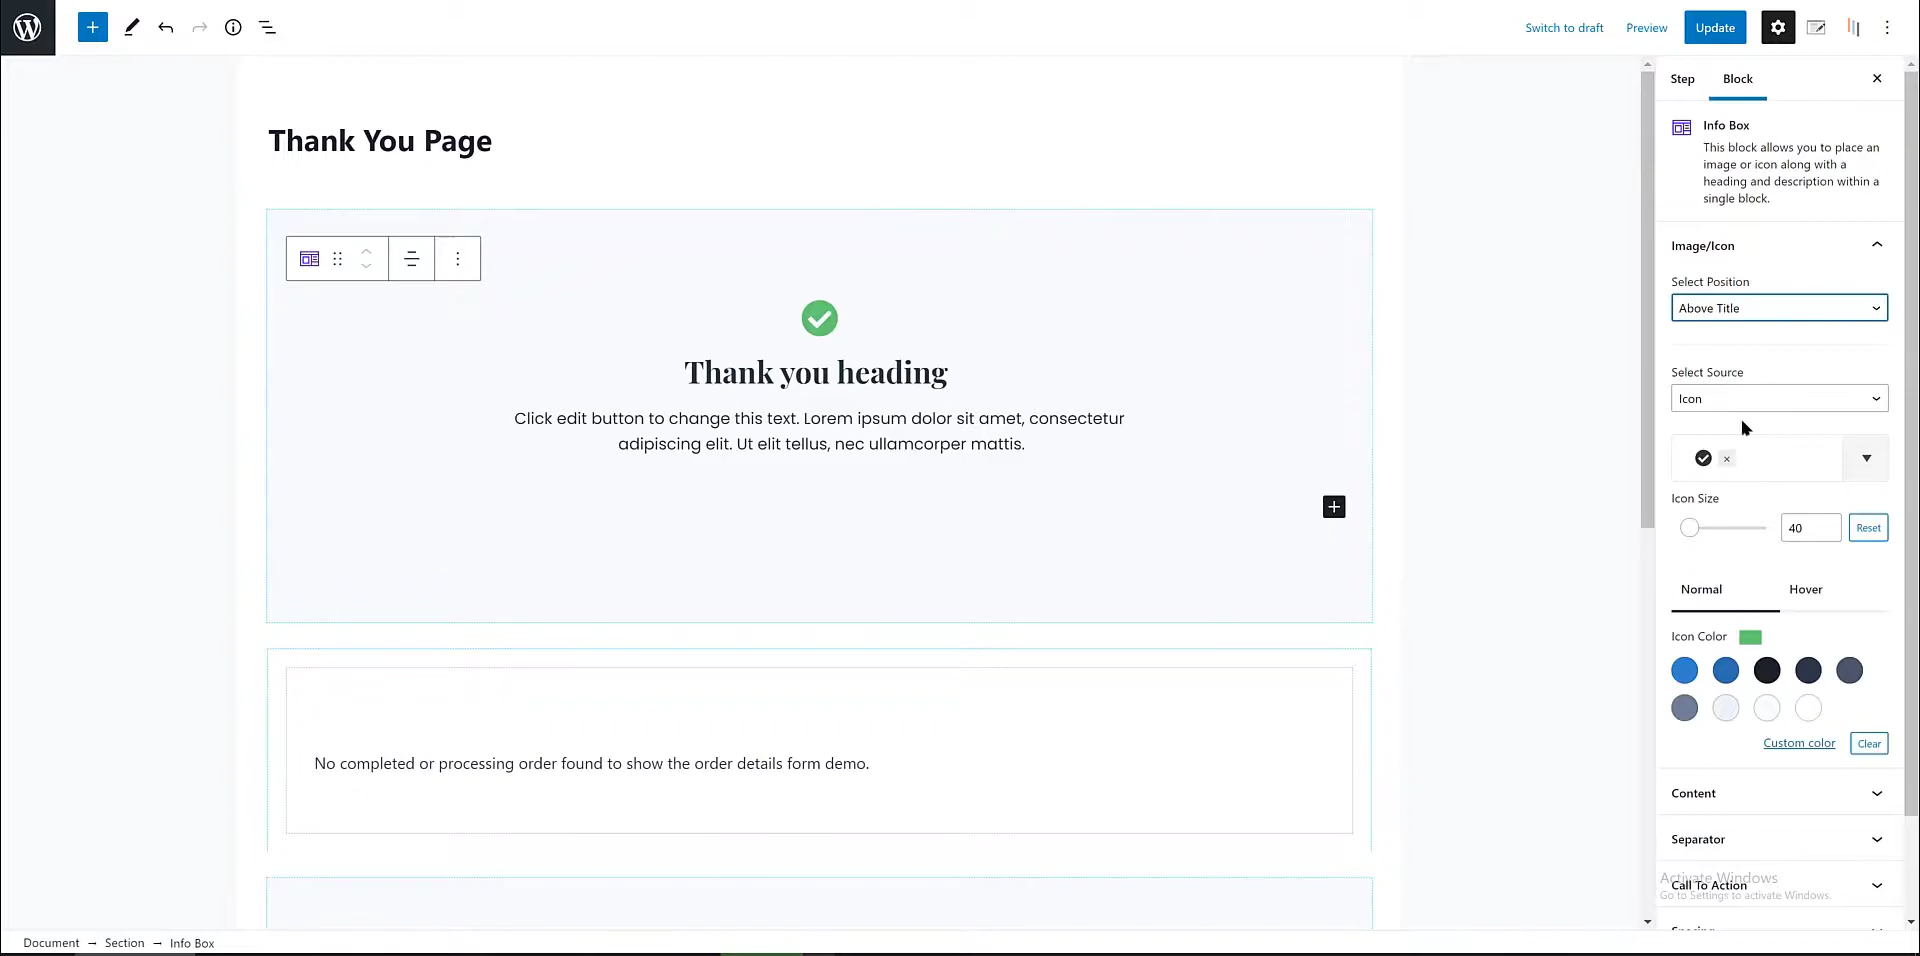 Switch to draft
Preview
Update
Step
Block
Info Box
This block allows you to place an
image or icon along with a
heading and description within a
single block.
Image/Icon
Select Position
Above Title
Select Source
Icon
Icon Size
40
Reset
Normal
Hover
Icon Color
Custom color
Clear
Content
Separator
Call To Action
Activate Windows
Go to Settings to activate Windows.
Spacing
Thank You Page
Thank you heading
Click edit button to change this text. Lorem ipsum dolor sit amet, consectetur
adipiscing elit. Ut elit tellus, nec ullamcorper mattis.
No completed or processing order found to show the order details form demo.
Document → Section → Info Box